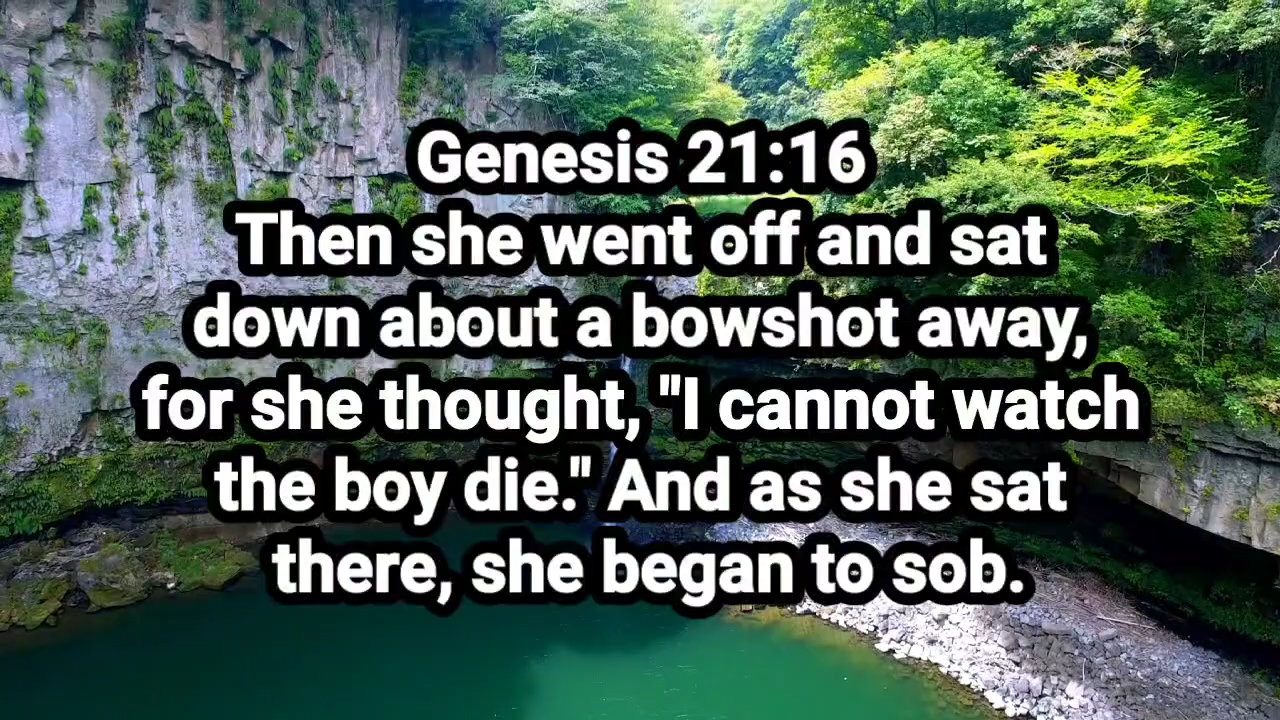 Genesis 21:16
Then she went off and sat
down about a bowshot away,
for she thought, "I cannot watch
the boy die." And as she sat
there, she began to sob.